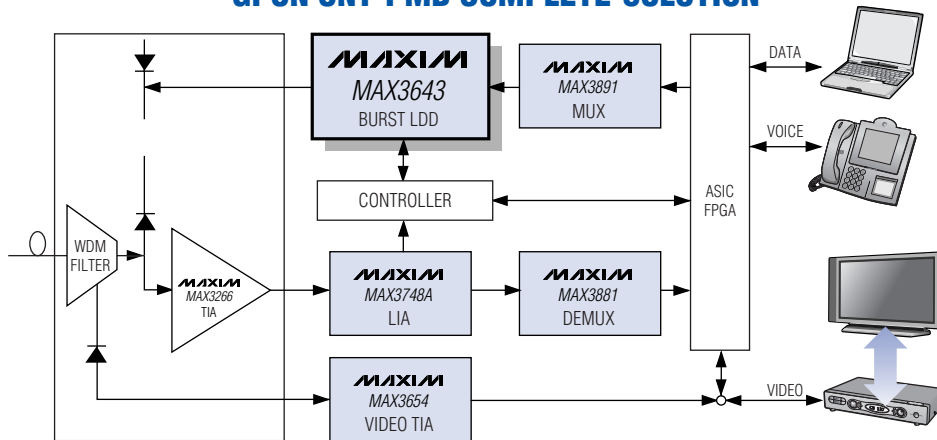 GPON ONT PMD COMPLETE SOLUTION
MAXIM
MAX3643
BURST LDD
MAXIM
MAX3891
MUX
DATA
VOICE
ASIC
FPGA
CONTROLLER
WDM
FILTER
MAXIM
MAX3266
TIA
MAXIM
MAX3748A
LIA
MAXIM
MAX3881
DEMUX
MAXIM
MAX3654
VIDEO TIA
VIDEO